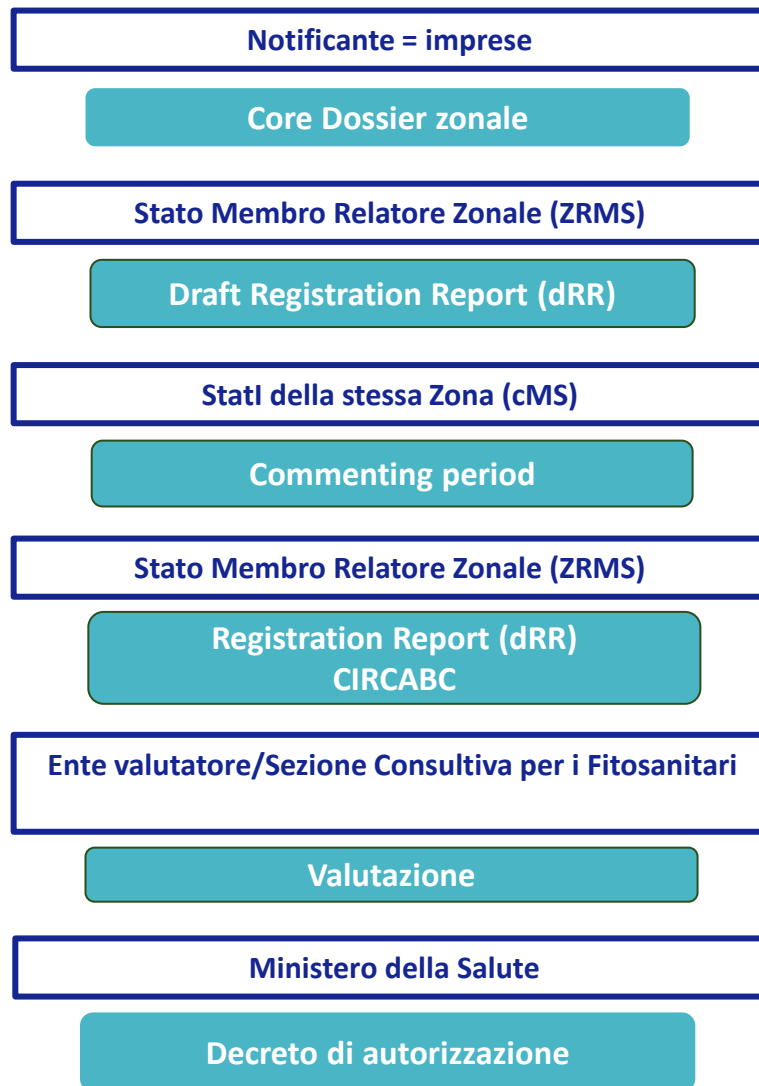 Notificante = imprese
Core Dossier zonale
Stato Membro Relatore Zonale (ZRMS)
Draft Registration Report (dRR)
StatI della stessa Zona (cMS)
Commenting period
Stato Membro Relatore Zonale (ZRMS)
Registration Report (dRR)
CIRCABC
Ente valutatore/Sezione Consultiva per i Fitosanitari
Valutazione
Ministero della Salute
Decreto di autorizzazione